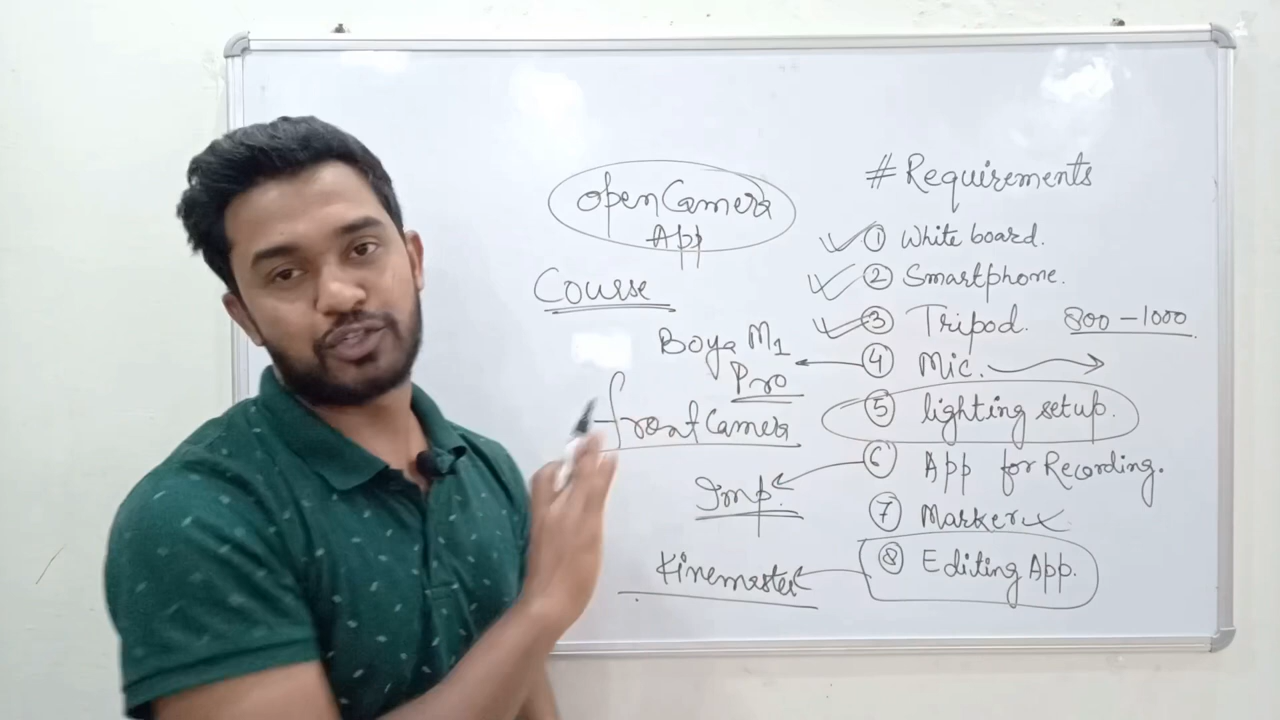 open Camera
App
Course
Boya M1
Pro
front Camera
Imp.
Kinemaster
# Requirements
① White board.
② Smartphone.
③ Tripod. 800 - 1000
④ Mic.
⑤ lighting setup.
⑥ App for Recording.
⑦ Marker
⑧ Editing App.